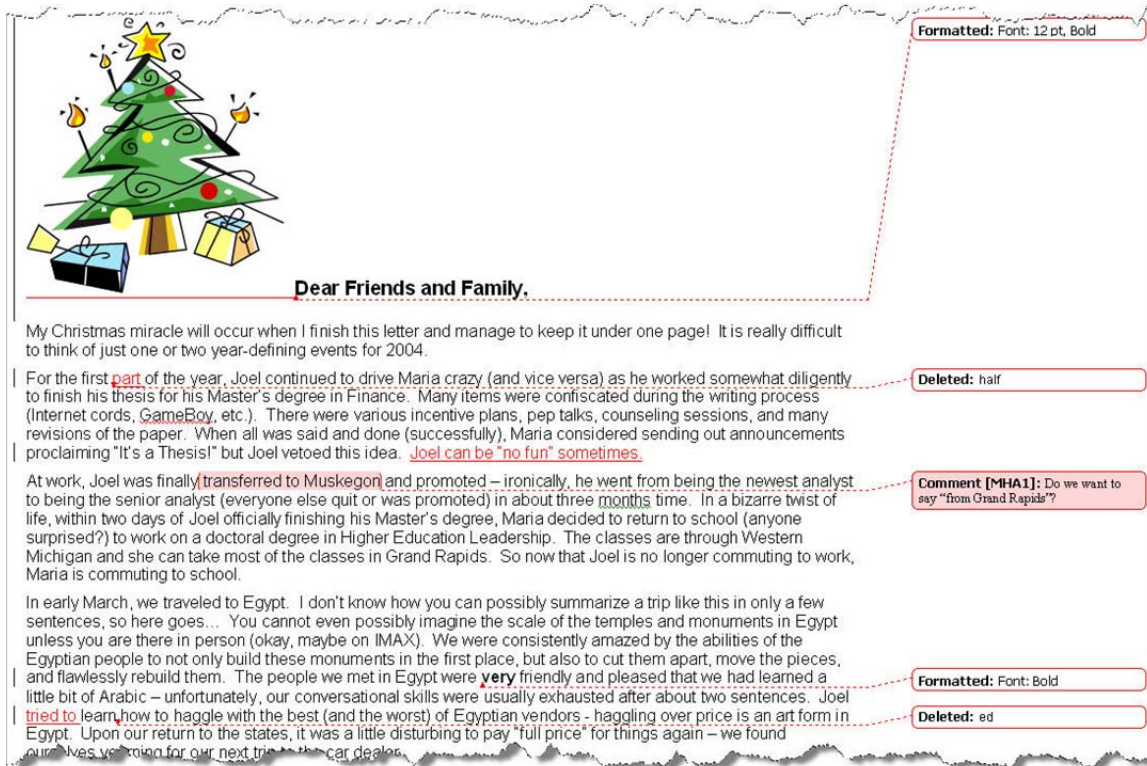 Formatted: Font: 12 pt, Bold
Dear Friends and Family,
My Christmas miracle will occur when I finish this letter and manage to keep it under one page!  It is really difficult
to think of just one or two year-defining events for 2004.
For the first part of the year, Joel continued to drive Maria crazy (and vice versa) as he worked somewhat diligently
Deleted: half
to finish his thesis for his Master's degree in Finance.  Many items were confiscated during the writing process
(Internet cords, GameBoy, etc.).  There were various incentive plans, pep talks, counseling sessions, and many
revisions of the paper.  When all was said and done (successfully), Maria considered sending out announcements
proclaiming "It's a Thesis!" but Joel vetoed this idea.  Joel can be "no fun" sometimes.
At work, Joel was finally transferred to Muskegon and promoted – ironically, he went from being the newest analyst
Comment [MHA1]: Do we want to
say "from Grand Rapids"?
to being the senior analyst (everyone else quit or was promoted) in about three months time.  In a bizarre twist of
life, within two days of Joel officially finishing his Master's degree, Maria decided to return to school (anyone
surprised?) to work on a doctoral degree in Higher Education Leadership.  The classes are through Western
Michigan and she can take most of the classes in Grand Rapids.  So now that Joel is no longer commuting to work,
Maria is commuting to school.
In early March, we traveled to Egypt.  I don't know how you can possibly summarize a trip like this in only a few
sentences, so here goes…  You cannot even possibly imagine the scale of the temples and monuments in Egypt
unless you are there in person (okay, maybe on IMAX).  We were consistently amazed by the abilities of the
Egyptian people to not only build these monuments in the first place, but also to cut them apart, move the pieces,
and flawlessly rebuild them.  The people we met in Egypt were very friendly and pleased that we had learned a
Formatted: Font: Bold
little bit of Arabic – unfortunately, our conversational skills were usually exhausted after about two sentences.  Joel
tried to learn how to haggle with the best (and the worst) of Egyptian vendors - haggling over price is an art form in
Deleted: ed
Egypt.  Upon our return to the states, it was a little disturbing to pay "full price" for things again – we found
ourselves yearning for our next trip to the car dealer